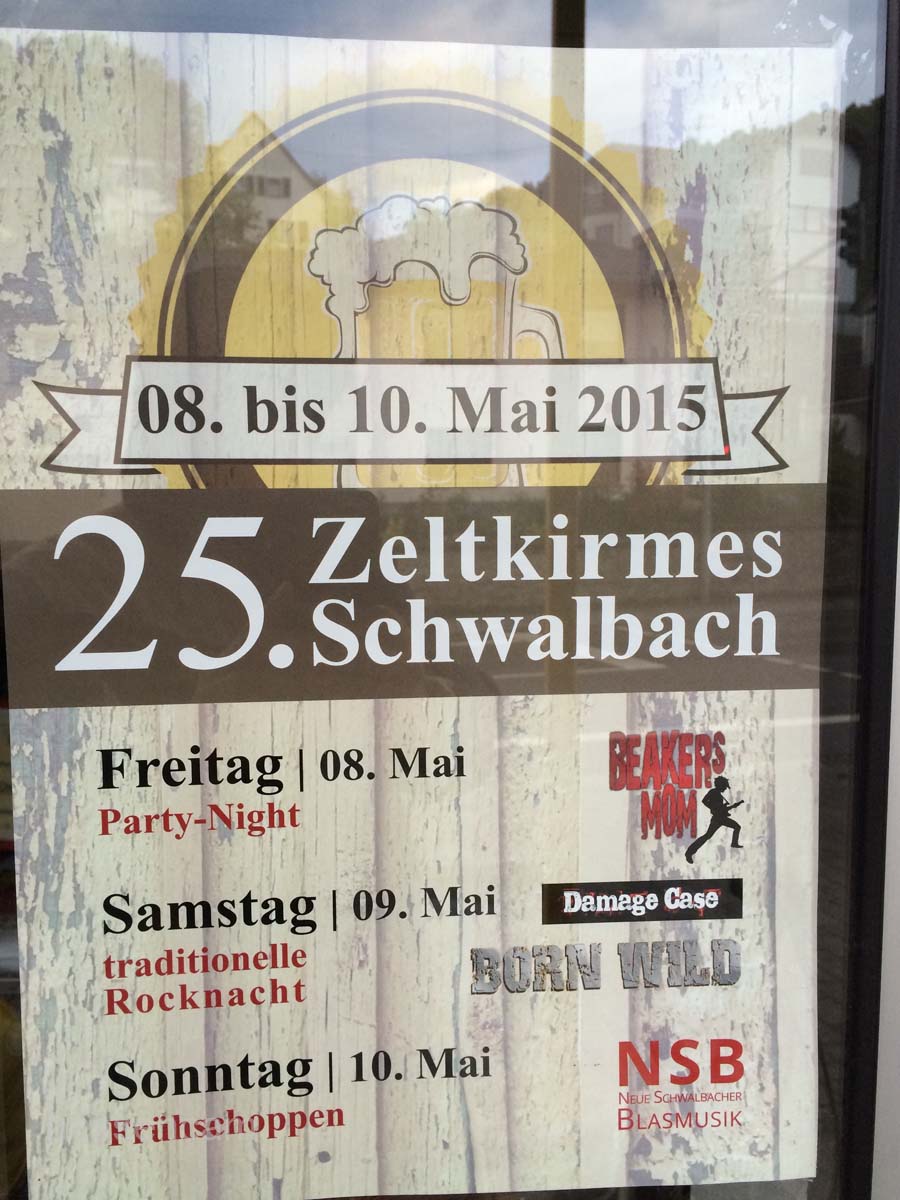 08. bis 10. Mai 2015
25. Zeltkirmes
Schwalbach
Freitag | 08. Mai
Party-Night
BEAKERS
MOM
Samstag | 09. Mai
traditionelle
Rocknacht
Damage Case
BORN WILD
Sonntag | 10. Mai
Frühschoppen
NSB
NEUE SCHWALBACHER
BLASMUSIK